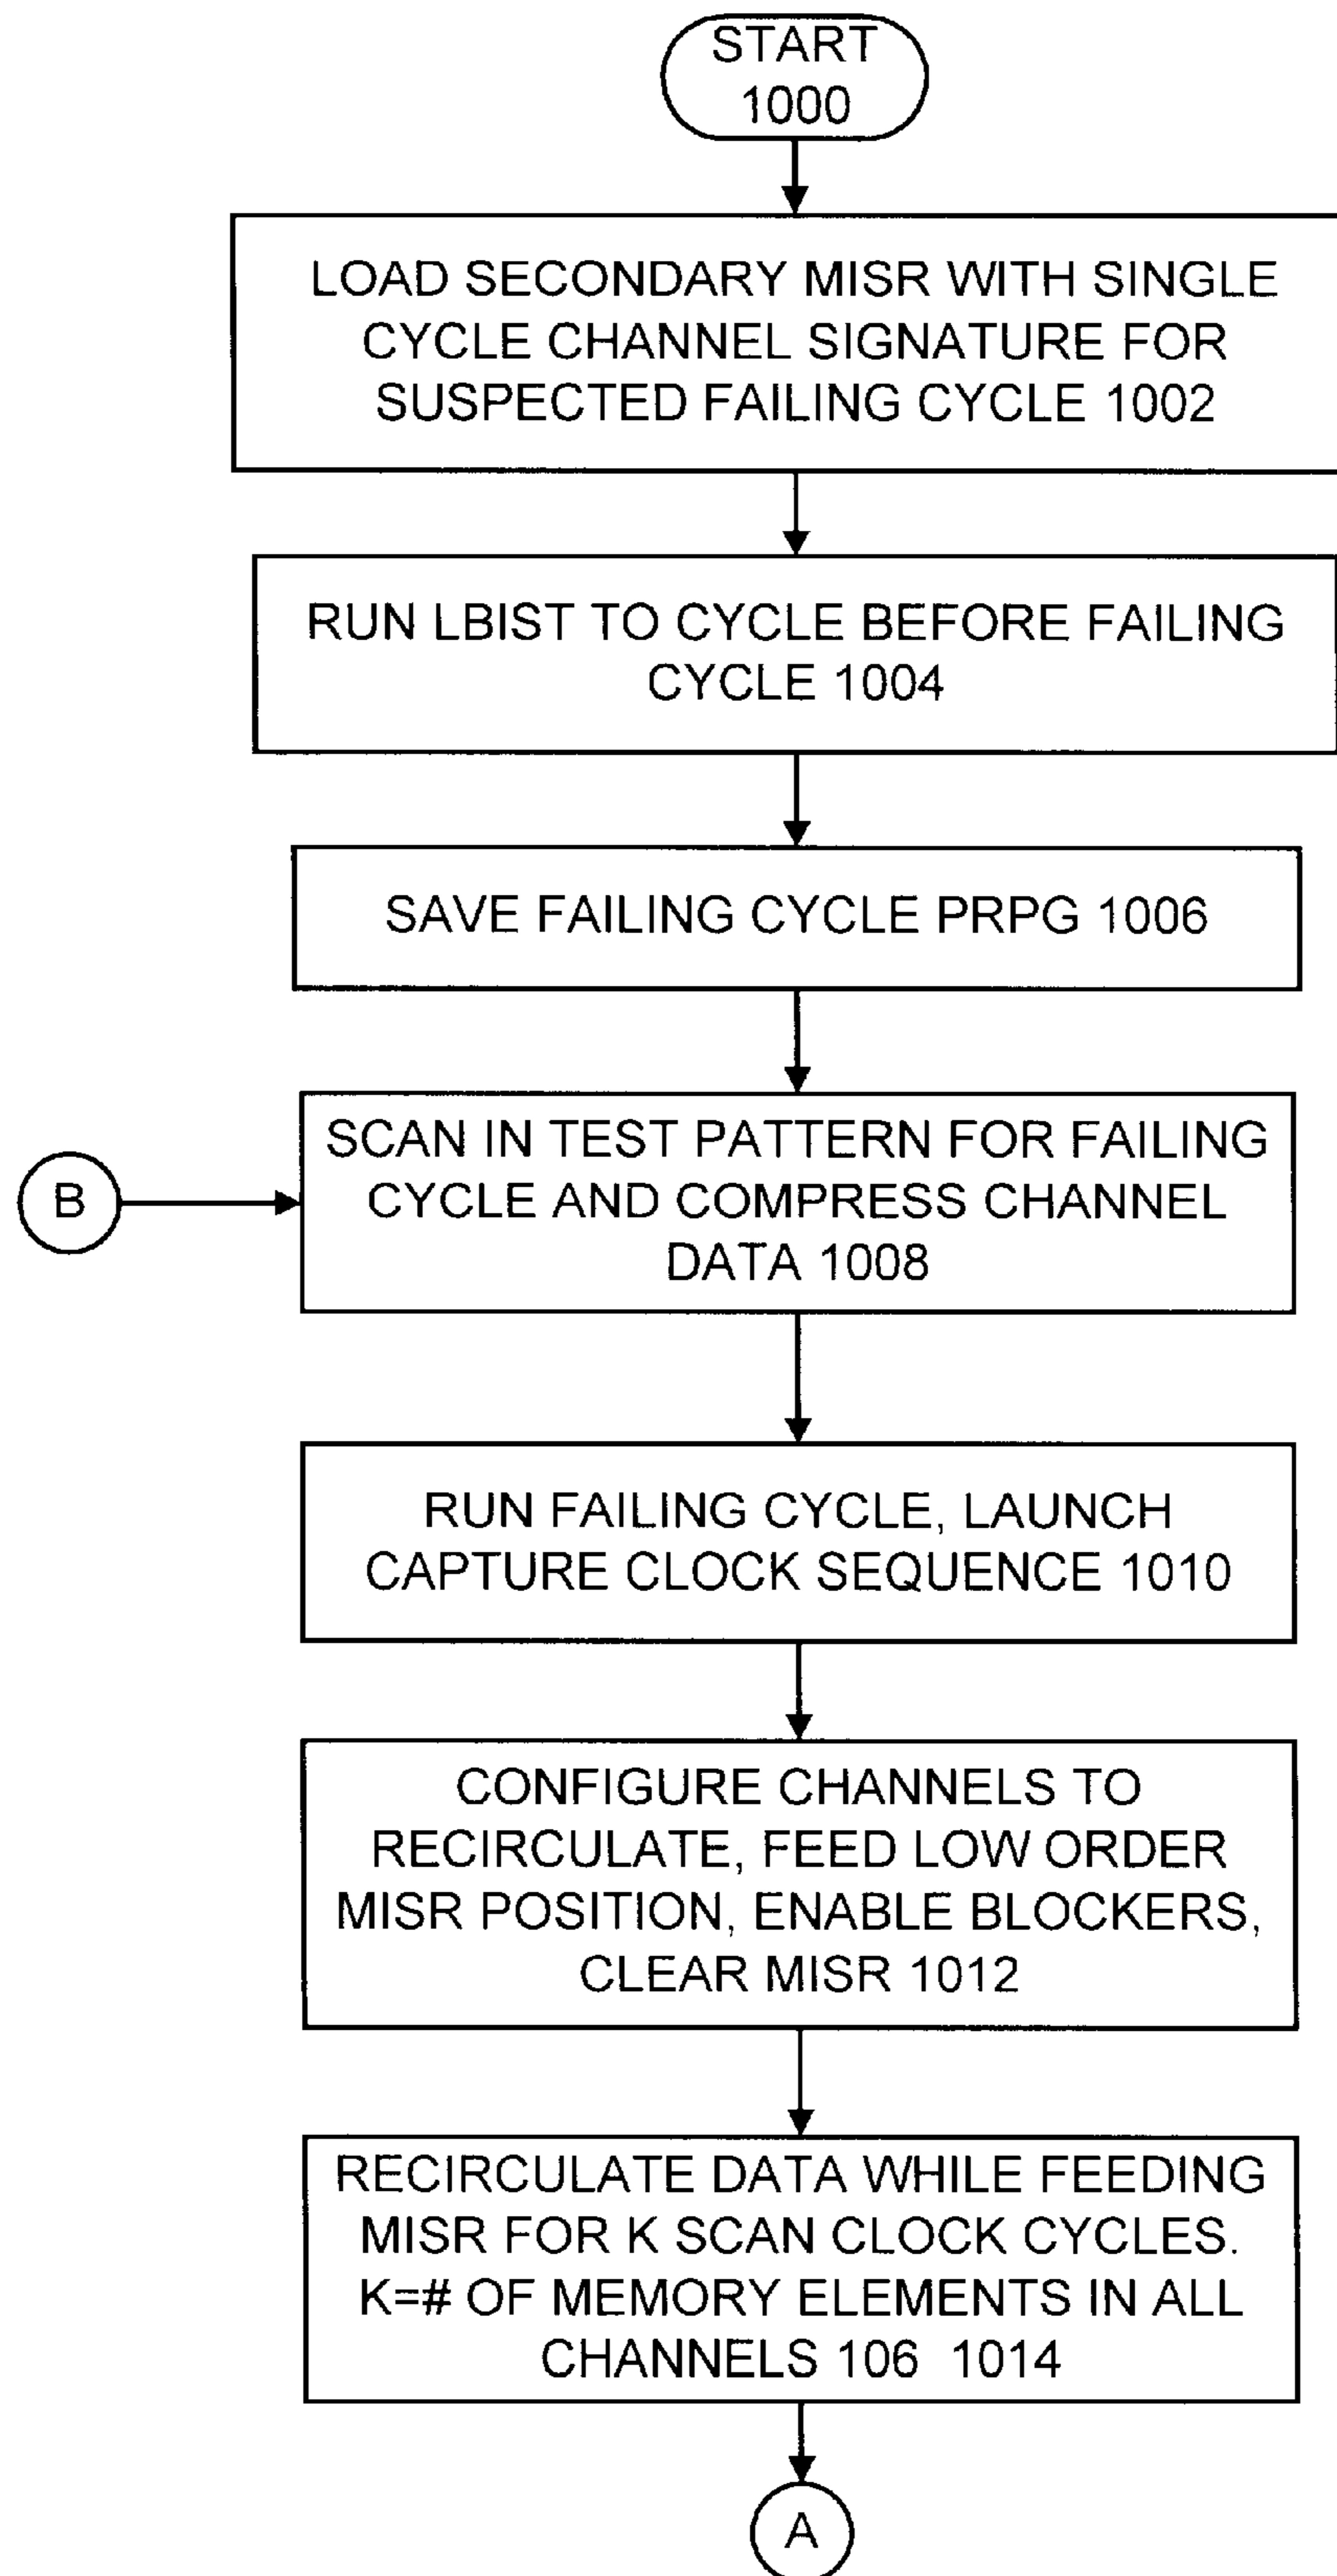 START
1000
LOAD SECONDARY MISR WITH SINGLE
CYCLE CHANNEL SIGNATURE FOR
SUSPECTED FAILING CYCLE 1002
RUN LBIST TO CYCLE BEFORE FAILING
CYCLE 1004
SAVE FAILING CYCLE PRPG 1006
B
SCAN IN TEST PATTERN FOR FAILING
CYCLE AND COMPRESS CHANNEL
DATA 1008
RUN FAILING CYCLE, LAUNCH
CAPTURE CLOCK SEQUENCE 1010
CONFIGURE CHANNELS TO
RECIRCULATE, FEED LOW ORDER
MISR POSITION, ENABLE BLOCKERS,
CLEAR MISR 1012
RECIRCULATE DATA WHILE FEEDING
MISR FOR K SCAN CLOCK CYCLES.
K=# OF MEMORY ELEMENTS IN ALL
CHANNELS 106 1014
A